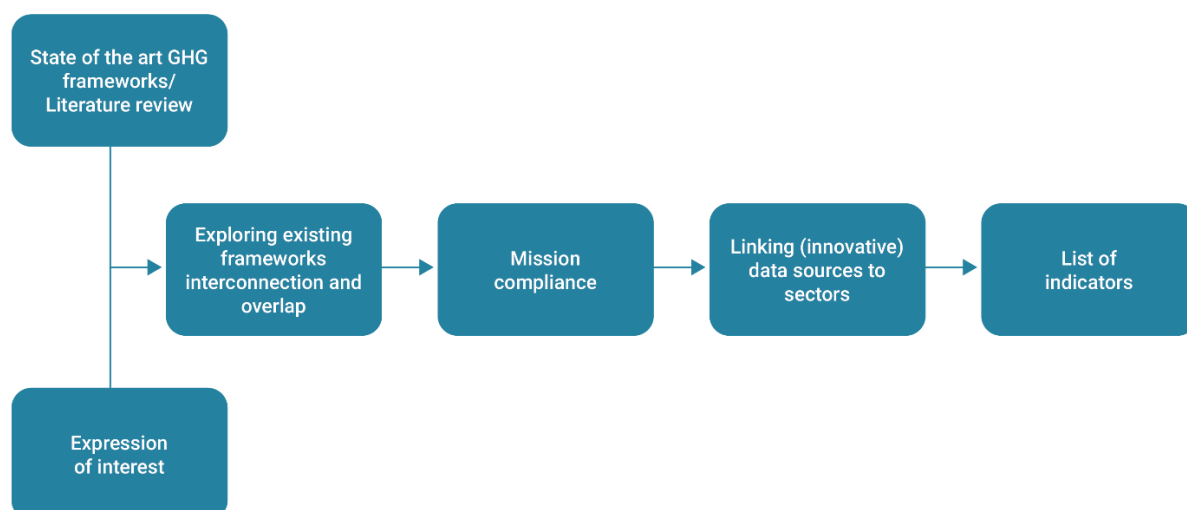 State of the art GHG
frameworks/
Literature review
Exploring existing
frameworks
interconnection and
overlap
Mission
compliance
Linking (innovative)
data sources to
sectors
List of
indicators
Expression
of interest